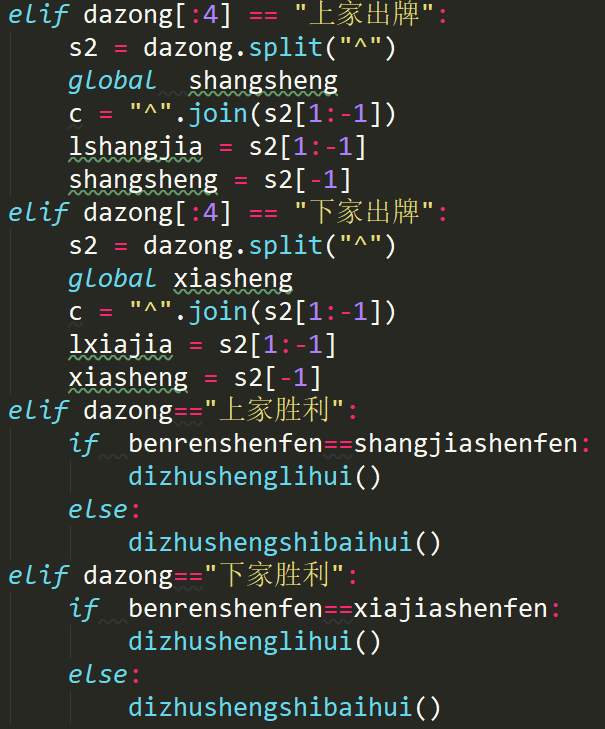 elif dazong[:4] == "上家出牌":
    s2 = dazong.split("^")
    global  shangsheng
    c = "^".join(s2[1:-1])
    lshangjia = s2[1:-1]
    shangsheng = s2[-1]
elif dazong[:4] == "下家出牌":
    s2 = dazong.split("^")
    global xiasheng
    c = "^".join(s2[1:-1])
    lxiajia = s2[1:-1]
    xiasheng = s2[-1]
elif dazong=="上家胜利":
    if  benrenshenfen==shangjiashenfen:
        dizhushenglihui()
    else:
        dizhushengshibaihui()
elif dazong=="下家胜利":
    if  benrenshenfen==xiajiashenfen:
        dizhushenglihui()
    else:
        dizhushengshibaihui()